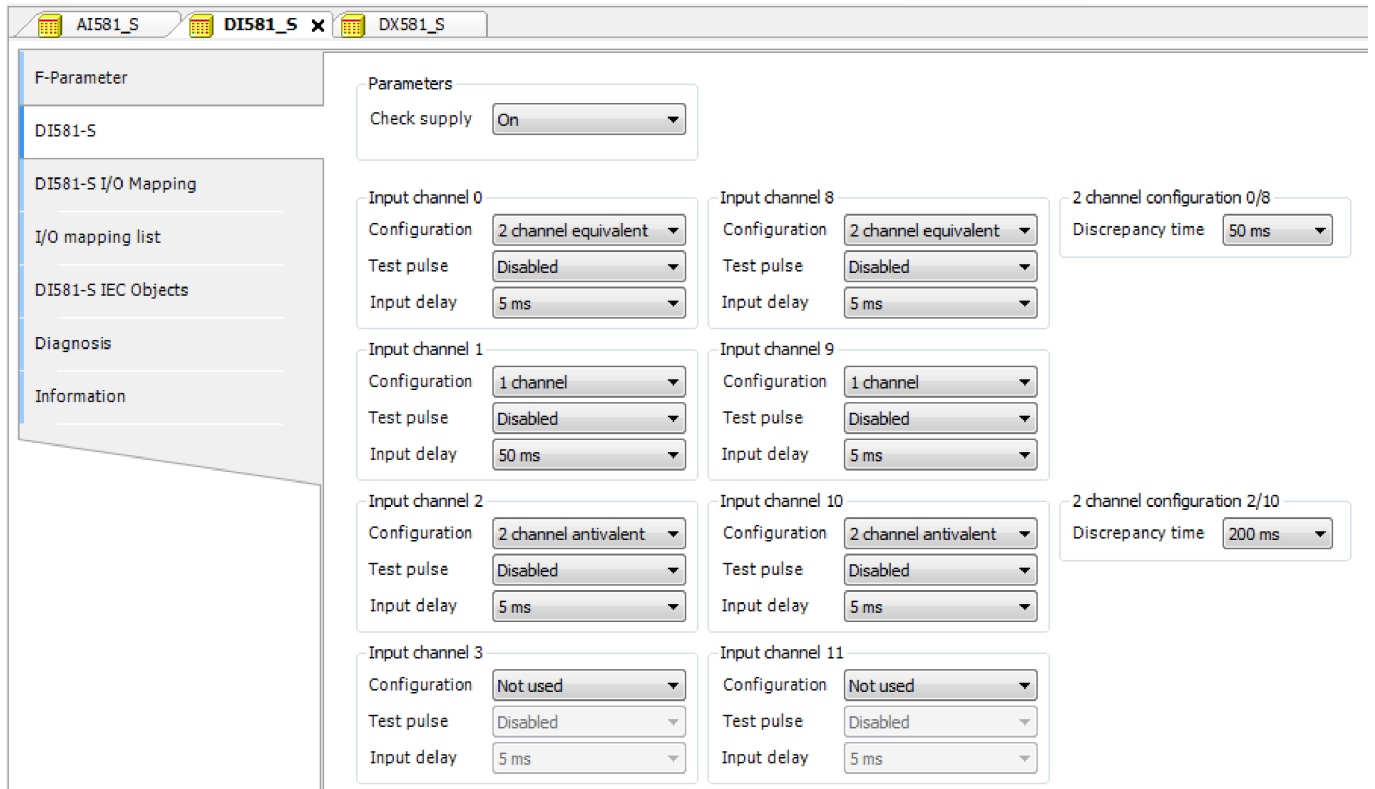 AI581_S DI581_S DX581_S
F-Parameter
DI581-S
DI581-S I/O Mapping
I/O mapping list
DI581-S IEC Objects
Diagnosis
Information
Parameters
Check supply On
Input channel 0
Configuration 2 channel equivalent
Test pulse Disabled
Input delay 5 ms
Input channel 8
Configuration 2 channel equivalent
Test pulse Disabled
Input delay 5 ms
2 channel configuration 0/8
Discrepancy time 50 ms
Input channel 1
Configuration 1 channel
Test pulse Disabled
Input delay 50 ms
Input channel 9
Configuration 1 channel
Test pulse Disabled
Input delay 5 ms
Input channel 2
Configuration 2 channel antivalent
Test pulse Disabled
Input delay 5 ms
Input channel 10
Configuration 2 channel antivalent
Test pulse Disabled
Input delay 5 ms
2 channel configuration 2/10
Discrepancy time 200 ms
Input channel 3
Configuration Not used
Test pulse Disabled
Input delay 5 ms
Input channel 11
Configuration Not used
Test pulse Disabled
Input delay 5 ms